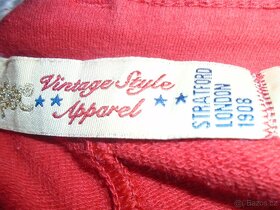 Vintage Style
Apparel
STRATFORD
LONDON
1908